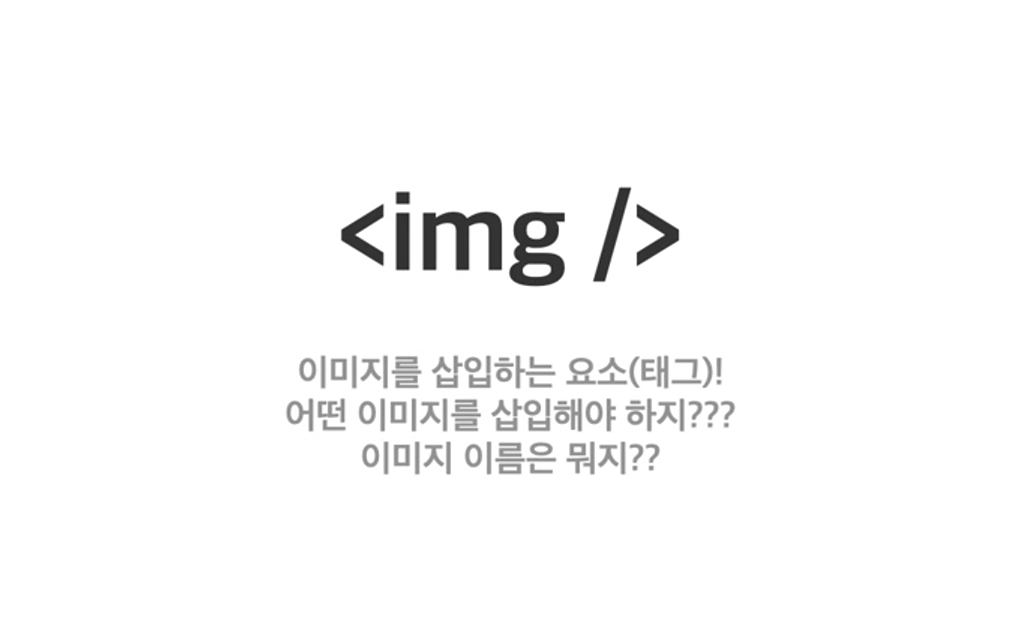 <img />
이미지를 삽입하는 요소(태그)!
어떤 이미지를 삽입해야 하지???
이미지 이름은 뭐지??